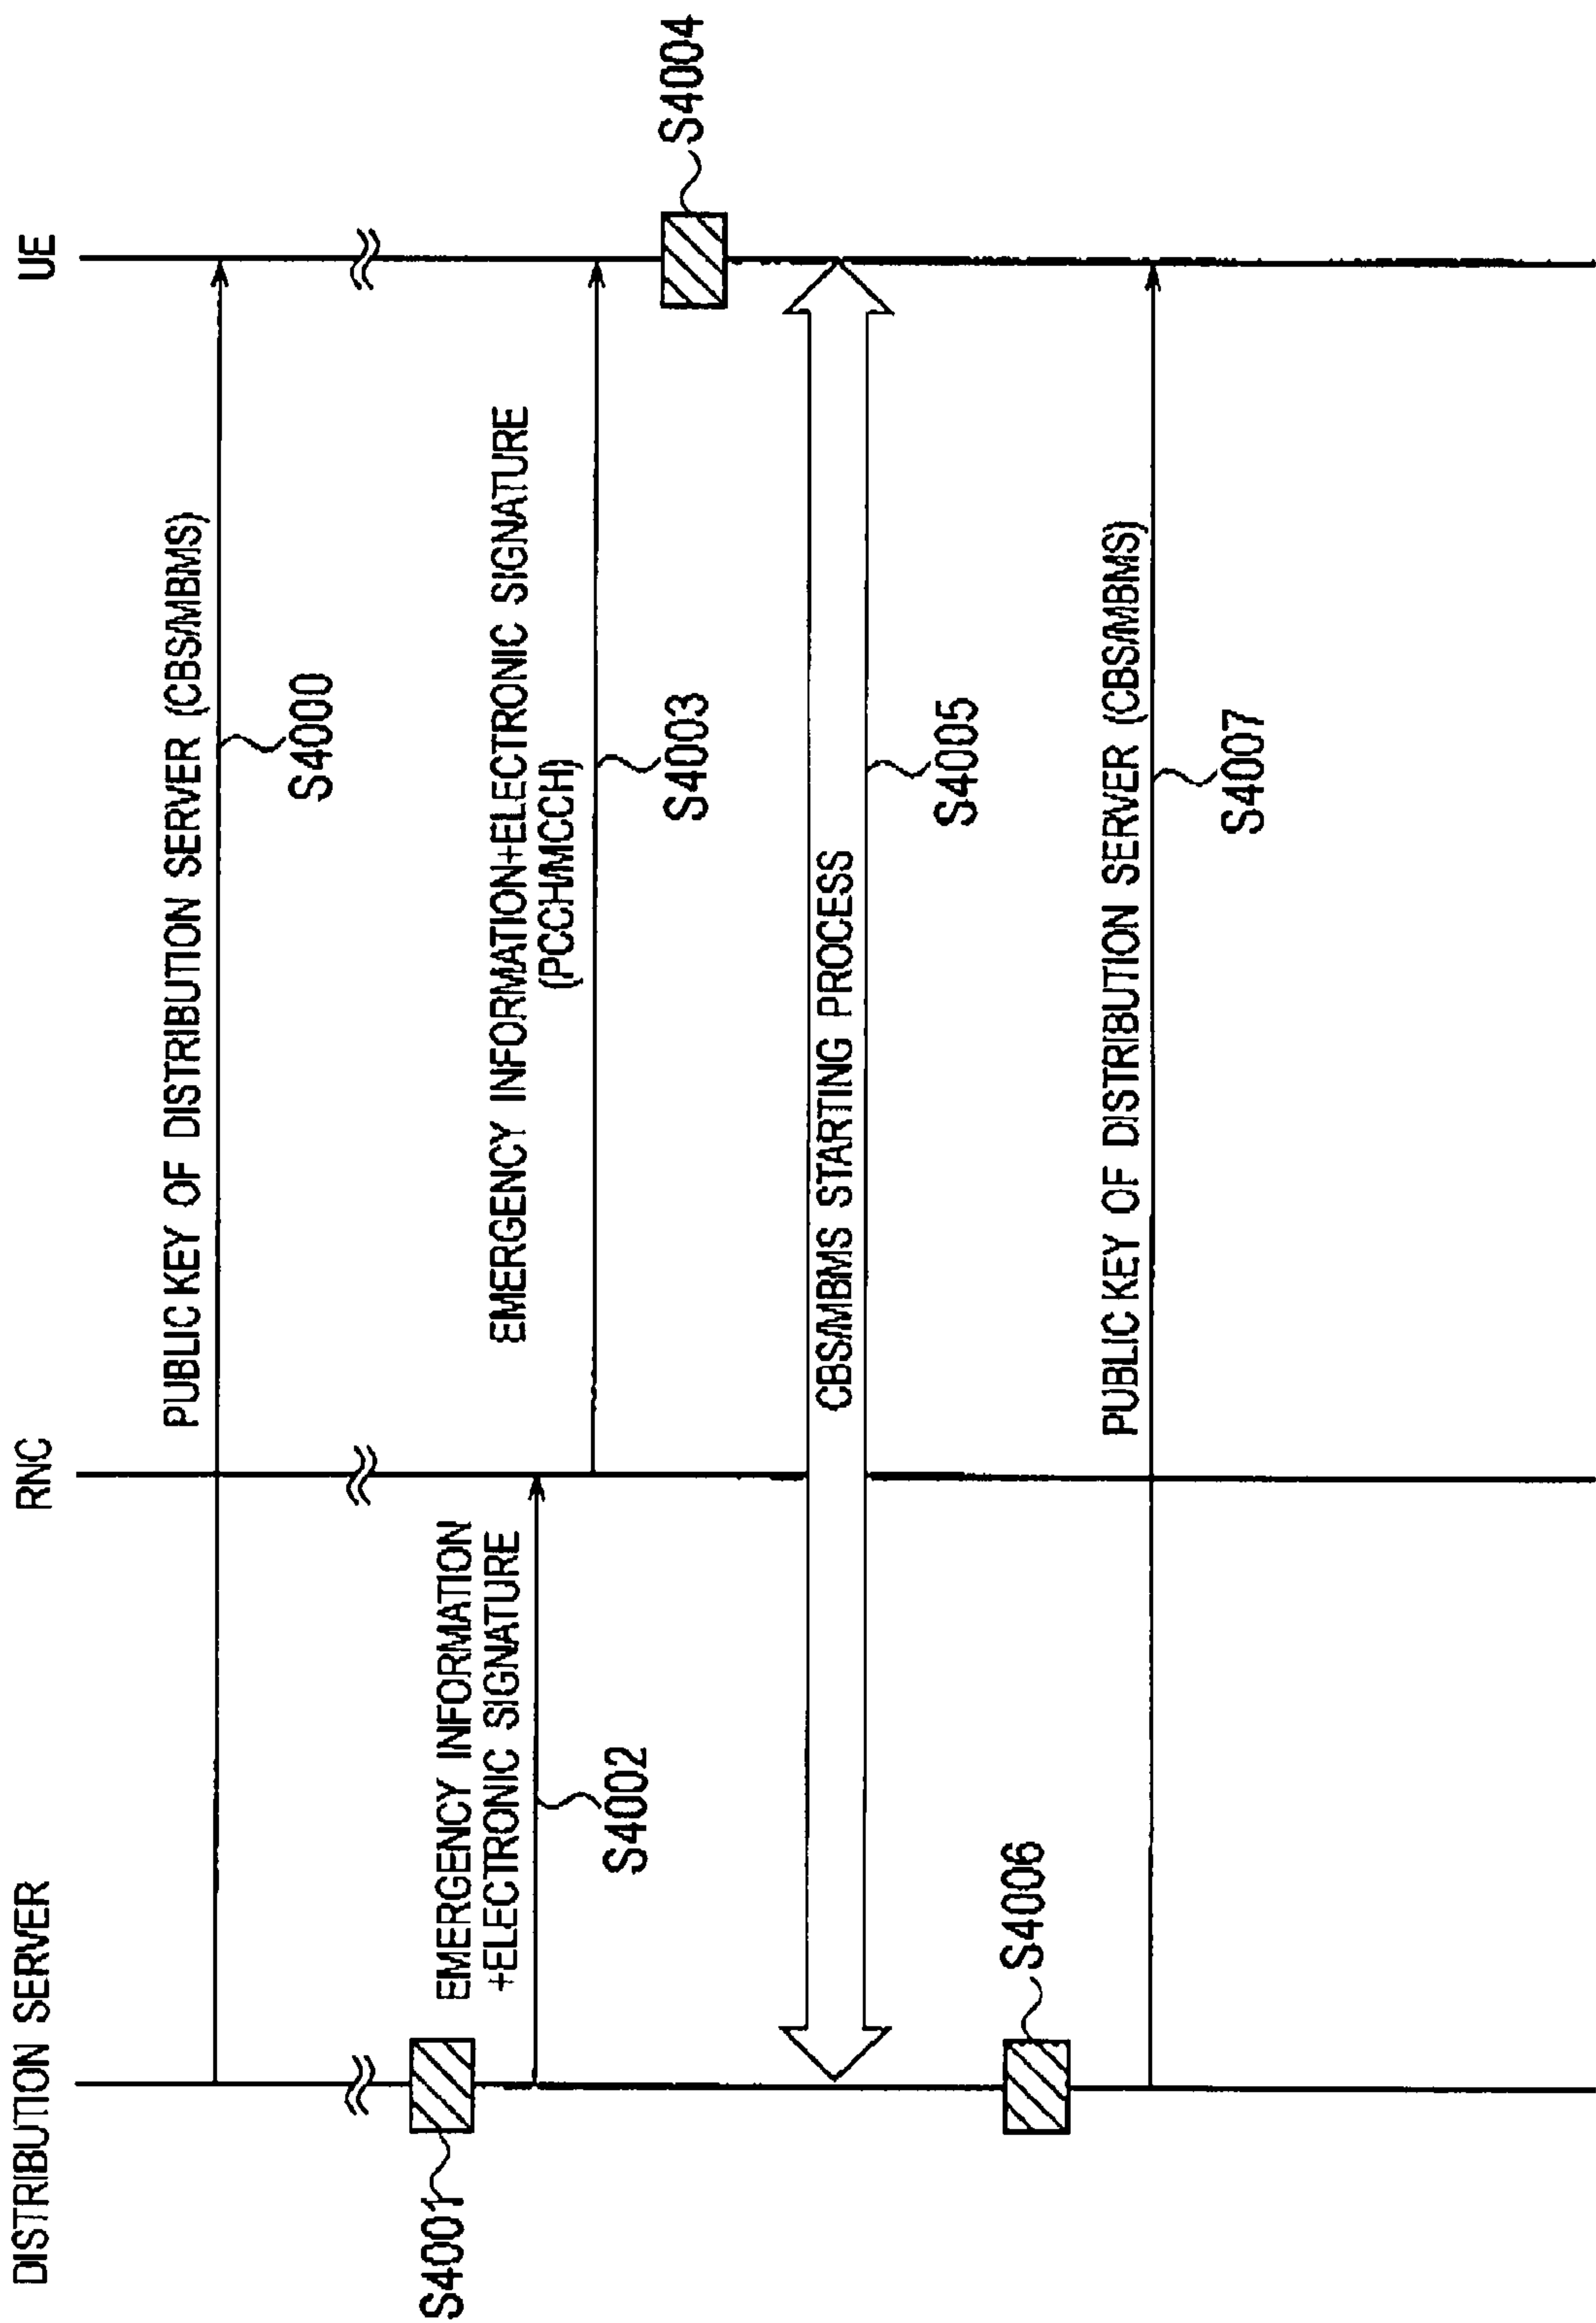 DISTRIBUTION SERVER
RNC
UE
PUBLIC KEY OF DISTRIBUTION SERVER (CBS/MBMS)
S4000
S4001
EMERGENCY INFORMATION
+ELECTRONIC SIGNATURE
S4002
EMERGENCY INFORMATION+ELECTRONIC SIGNATURE
(PCCH/MCCH)
S4003
S4004
CBS/MBMS STARTING PROCESS
S4005
S4006
PUBLIC KEY OF DISTRIBUTION SERVER (CBS/MBMS)
S4007